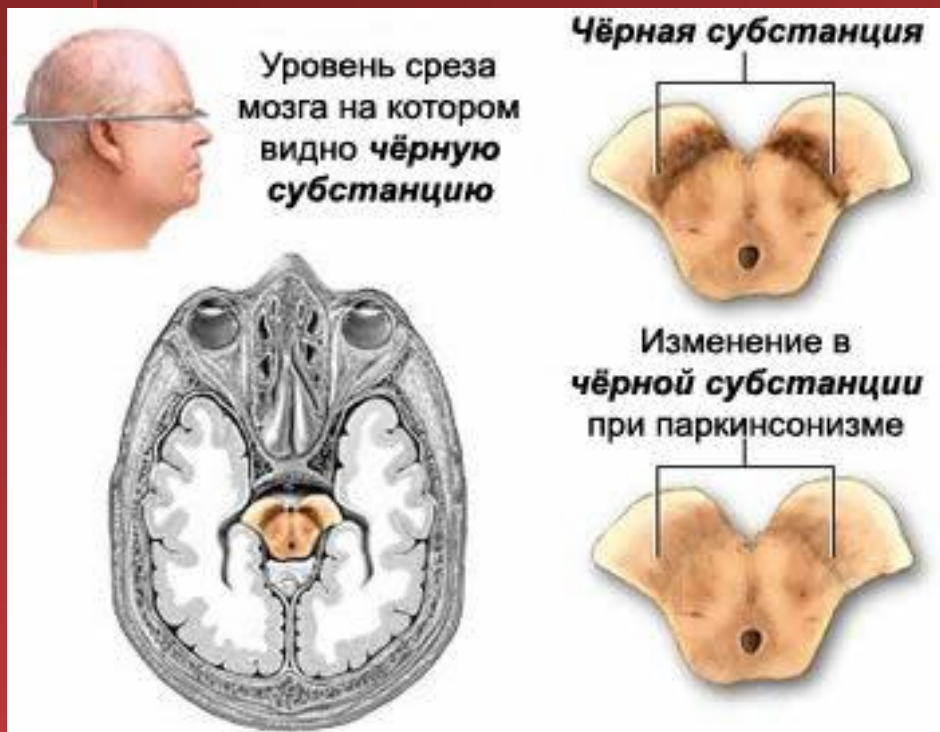 Уровень среза
мозга на котором
видно чёрную
субстанцию
Чёрная субстанция
Изменение в
чёрной субстанции
при паркинсонизме